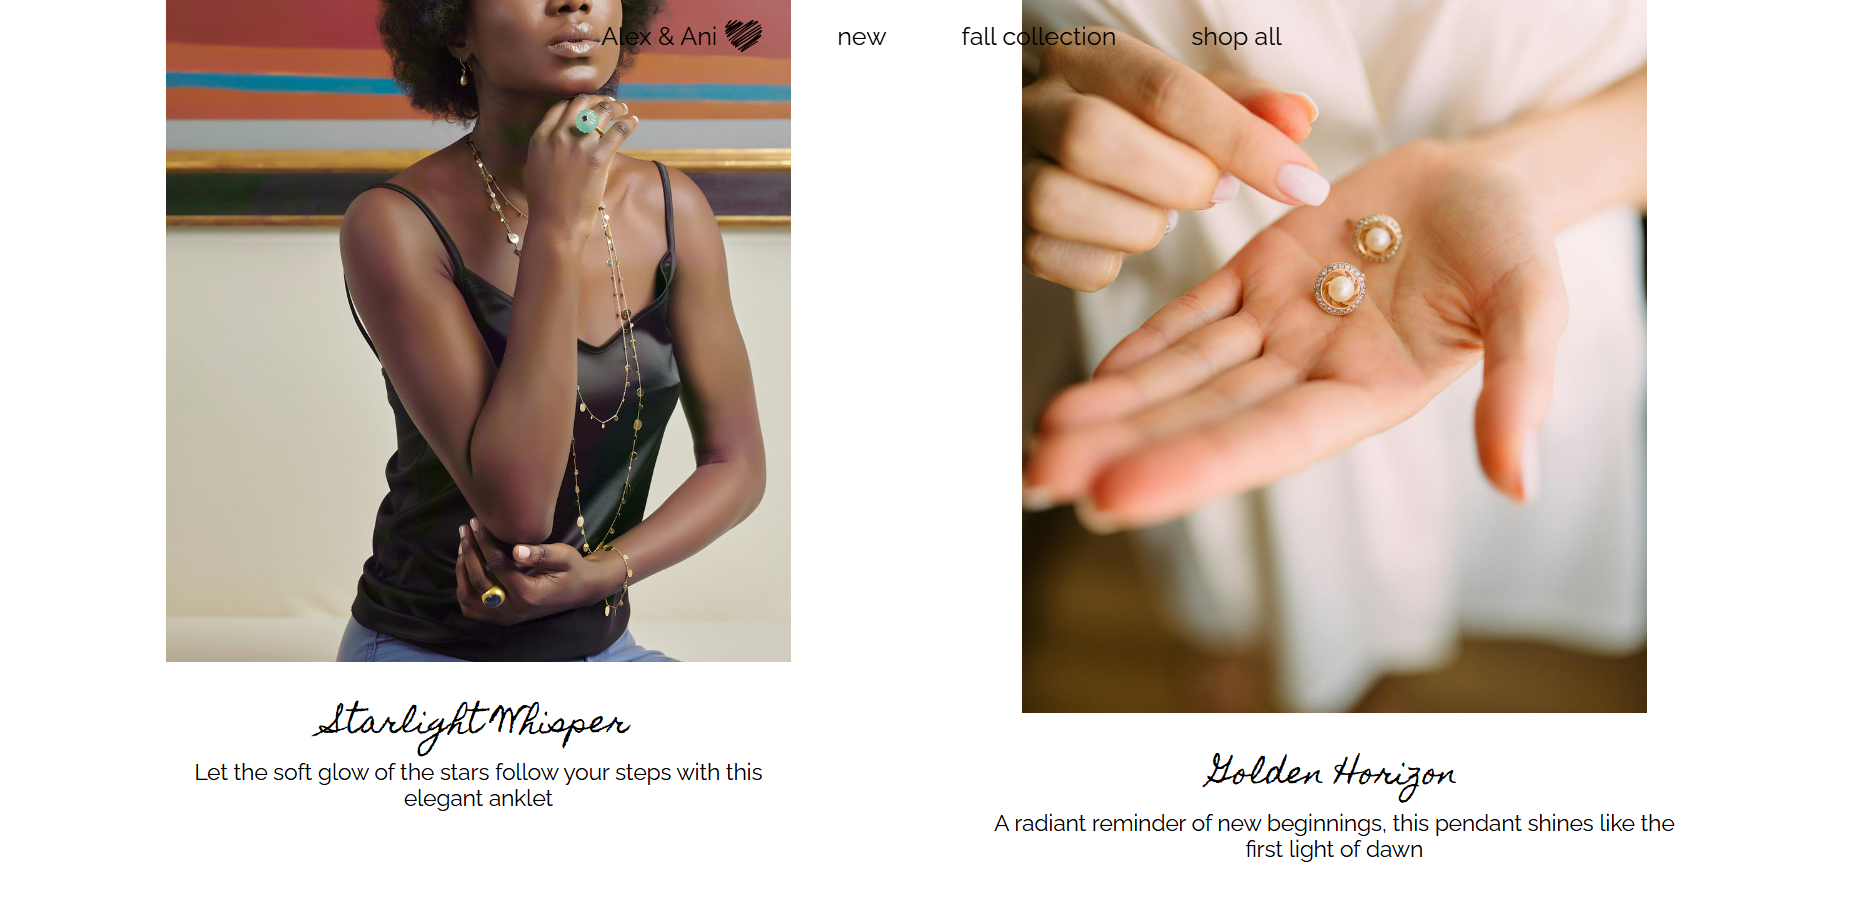 Alex & Ani new fall collection shop all
Starlight Whisper
Let the soft glow of the stars follow your steps with this
elegant anklet
Golden Horizon
A radiant reminder of new beginnings, this pendant shines like the
first light of dawn